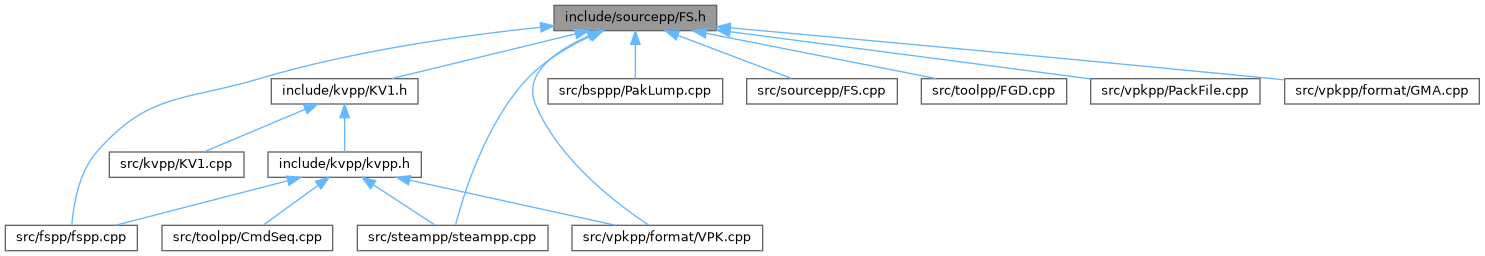 include/sourcepp/FS.h
include/kvpp/KV1.h
src/bsppp/PakLump.cpp
src/sourcepp/FS.cpp
src/toolpp/FGD.cpp
src/vpkpp/PackFile.cpp
src/vpkpp/format/GMA.cpp
src/kvpp/KV1.cpp
include/kvpp/kvpp.h
src/fspp/fspp.cpp
src/toolpp/CmdSeq.cpp
src/steampp/steampp.cpp
src/vpkpp/format/VPK.cpp